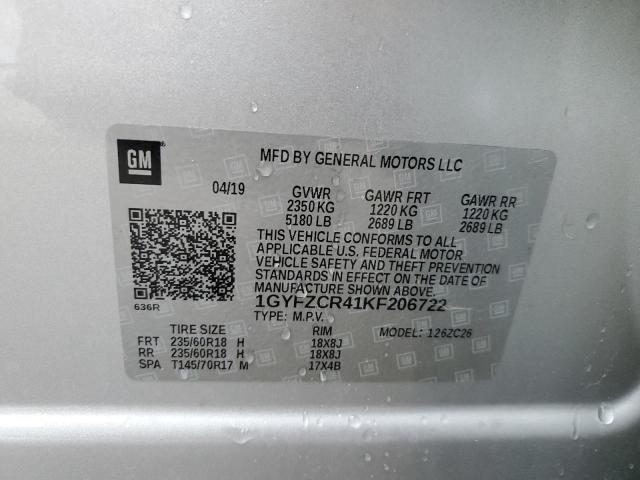 GM
MFD BY GENERAL MOTORS LLC
04/19 GVWR GAWR FRT GAWR RR
2350 KG 1220 KG 1220 KG
5180 LB 2689 LB 2689 LB
THIS VEHICLE CONFORMS TO ALL
APPLICABLE U.S. FEDERAL MOTOR
VEHICLE SAFETY AND THEFT PREVENTION
STANDARDS IN EFFECT ON THE DATE OF
MANUFACTURE SHOWN ABOVE.
1GYFZCR41KF206722
636R
TYPE: M.P.V.
TIRE SIZE RIM MODEL: 126ZC26
FRT 235/60R18 H 18X8J
RR 235/60R18 H 18X8J
SPA T145/70R17 M 17X4B